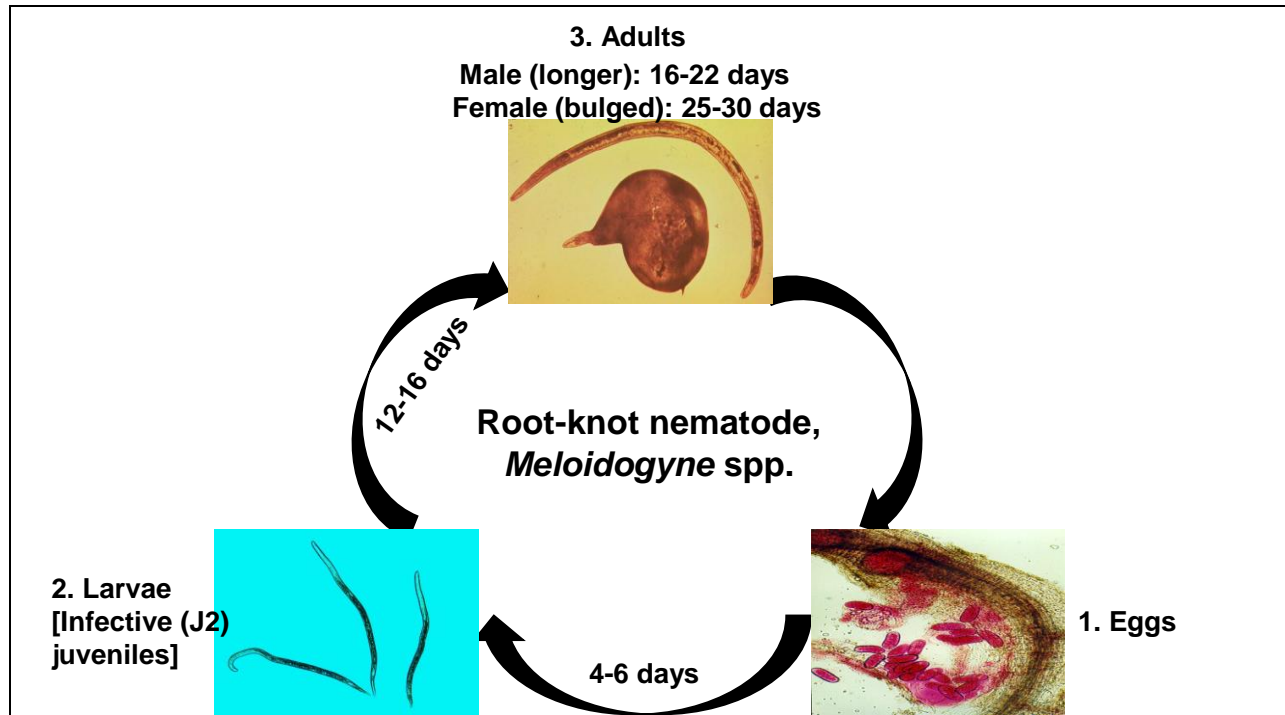 3. Adults
Male (longer): 16-22 days
Female (bulged): 25-30 days
12-16 days
Root-knot nematode,
Meloidogyne spp.
2. Larvae
[Infective (J2)
juveniles]
1. Eggs
4-6 days